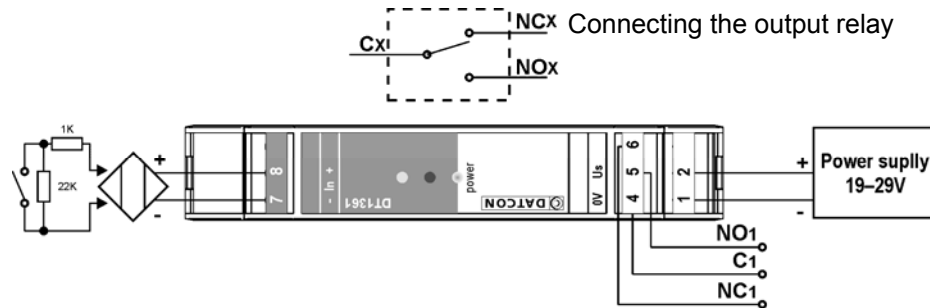 NCX Connecting the output relay
CX
NOX
1K
22K
+
-
8
7
- In +
DT1361
power
DATCON
0V Us
6
5
4
2
1
+
-
Power suplly
19–29V
NO1
C1
NC1